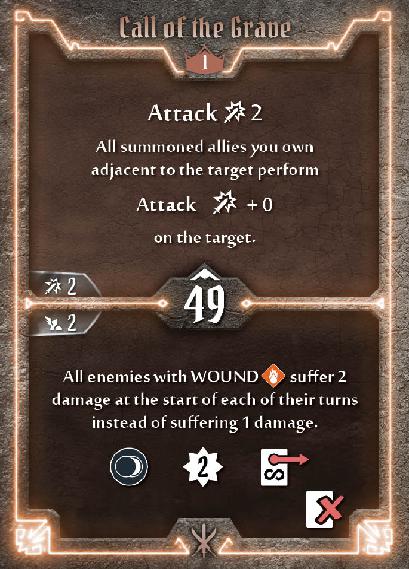 Call of the Grave
1
Attack 2
All summoned allies you own
adjacent to the target perform
Attack +0
on the target.
2
49
2
All enemies with WOUND suffer 2
damage at the start of each of their turns
instead of suffering 1 damage.
2